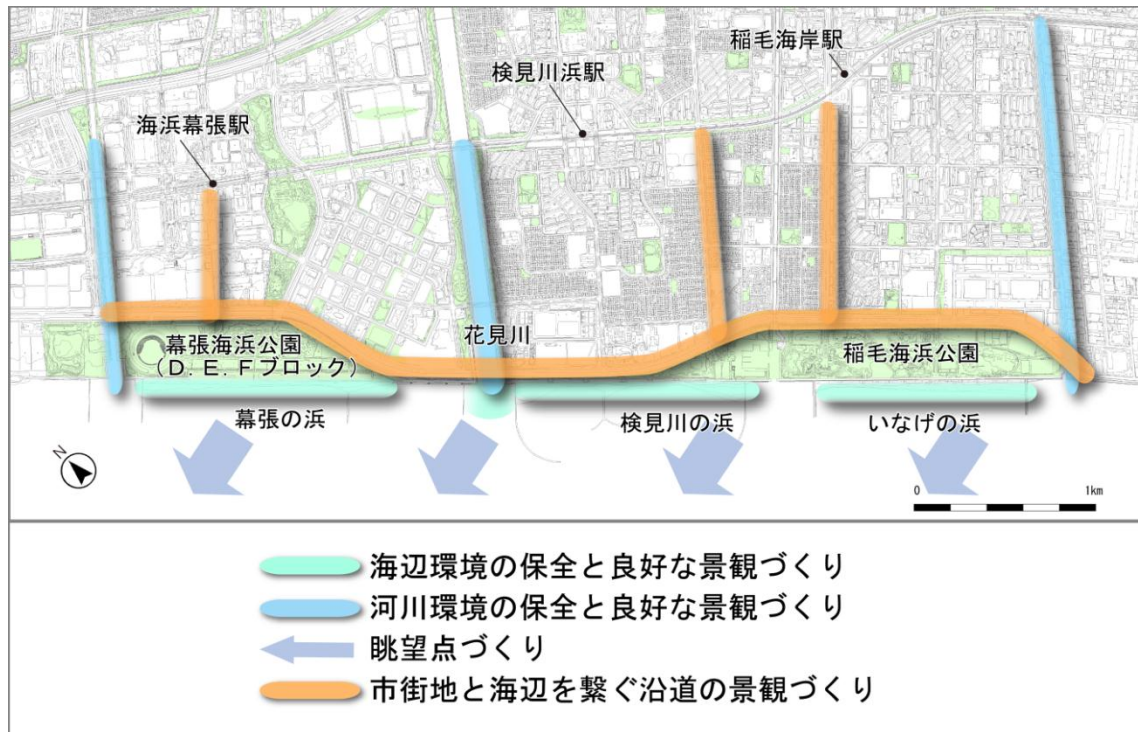 稲毛海岸駅
検見川浜駅
海浜幕張駅
花見川
幕張海浜公園
（Ｄ．Ｅ．Ｆブロック）
稲毛海浜公園
幕張の浜
検見川の浜
いなげの浜
N
0
1km
海辺環境の保全と良好な景観づくり
河川環境の保全と良好な景観づくり
眺望点づくり
市街地と海辺を繋ぐ沿道の景観づくり